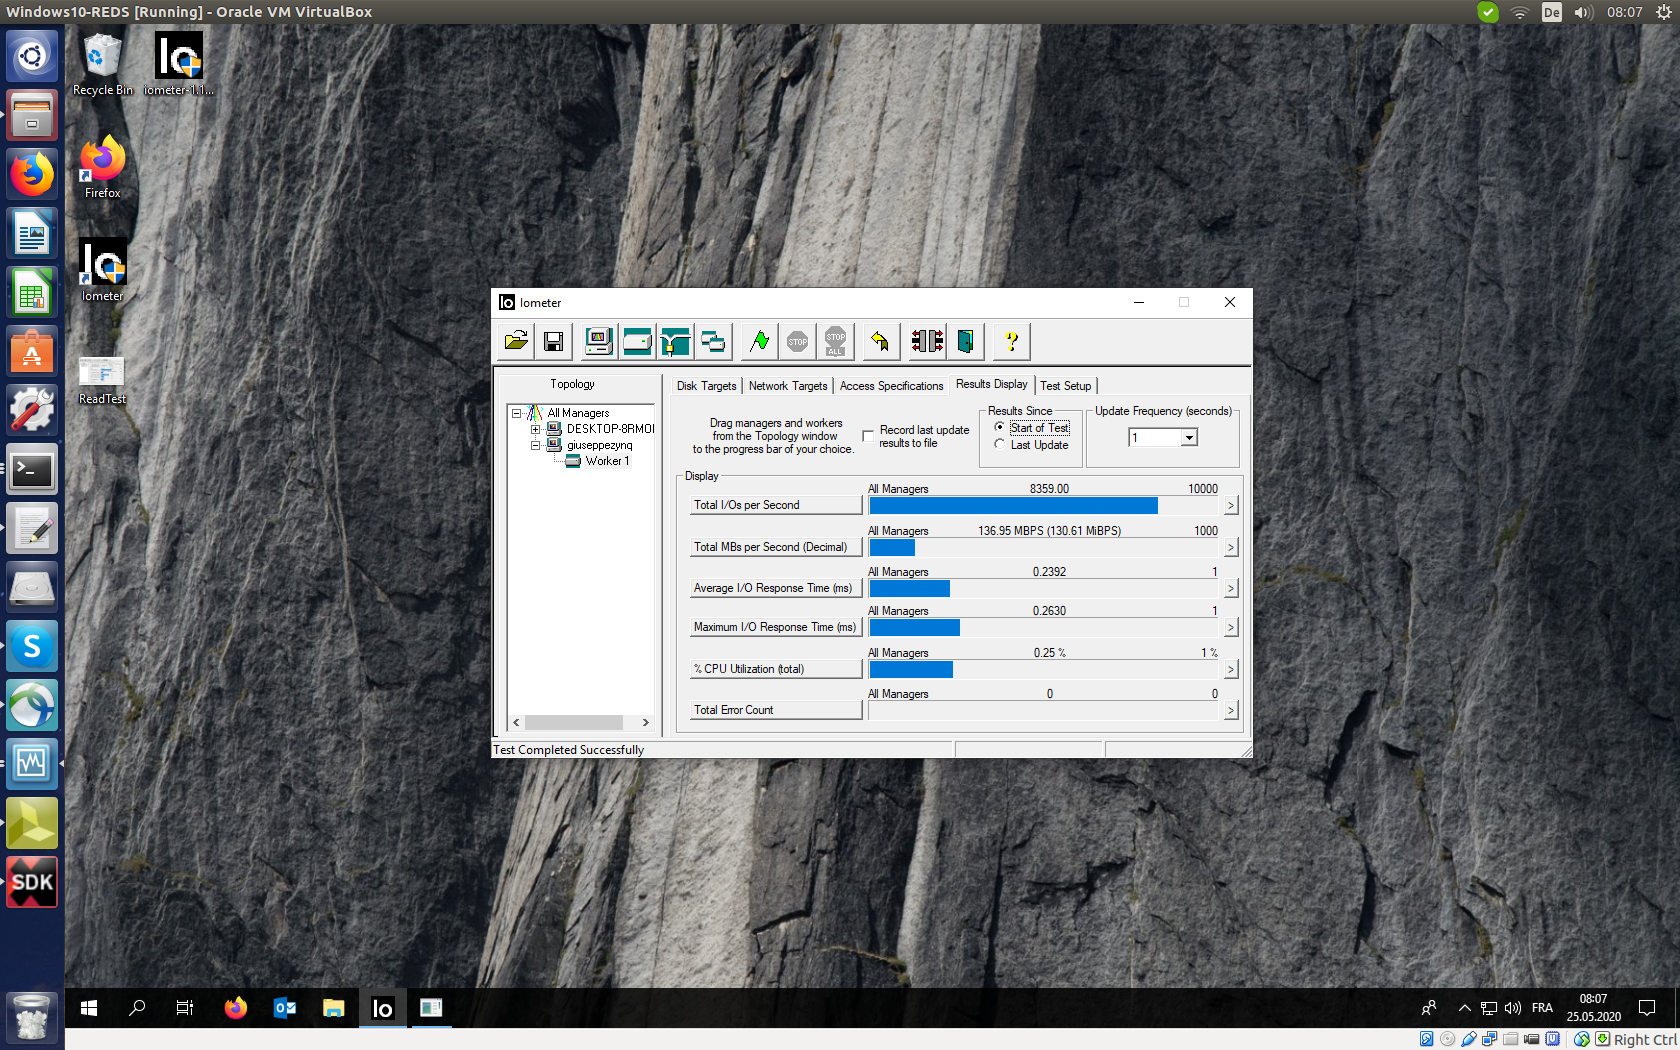 Windows10-REDS [Running] - Oracle VM VirtualBox
De
08:07
Recycle Bin
Io
iometer-1.1...
Firefox
Io
Iometer
ReadTest
SDK
Io Iometer
STOP
STOP ALL
?
Topology
All Managers
DESKTOP-8RMO
giuseppezynq
Worker 1
Disk Targets
Network Targets
Access Specifications
Results Display
Test Setup
Drag managers and workers
from the Topology window
to the progress bar of your choice.
Record last update
results to file
Results Since
Start of Test
Last Update
Update Frequency (seconds)
1
Display
All Managers 8359.00 10000
Total I/Os per Second
>
All Managers 136.95 MBPS (130.61 MiBPS) 1000
Total MBs per Second (Decimal)
>
All Managers 0.2392 1
Average I/O Response Time (ms)
>
All Managers 0.2630 1
Maximum I/O Response Time (ms)
>
All Managers 0.25 % 1 %
% CPU Utilization (total)
>
All Managers 0 0
Total Error Count
>
Test Completed Successfully
Io
FRA
08:07
25.05.2020
Right Ctrl